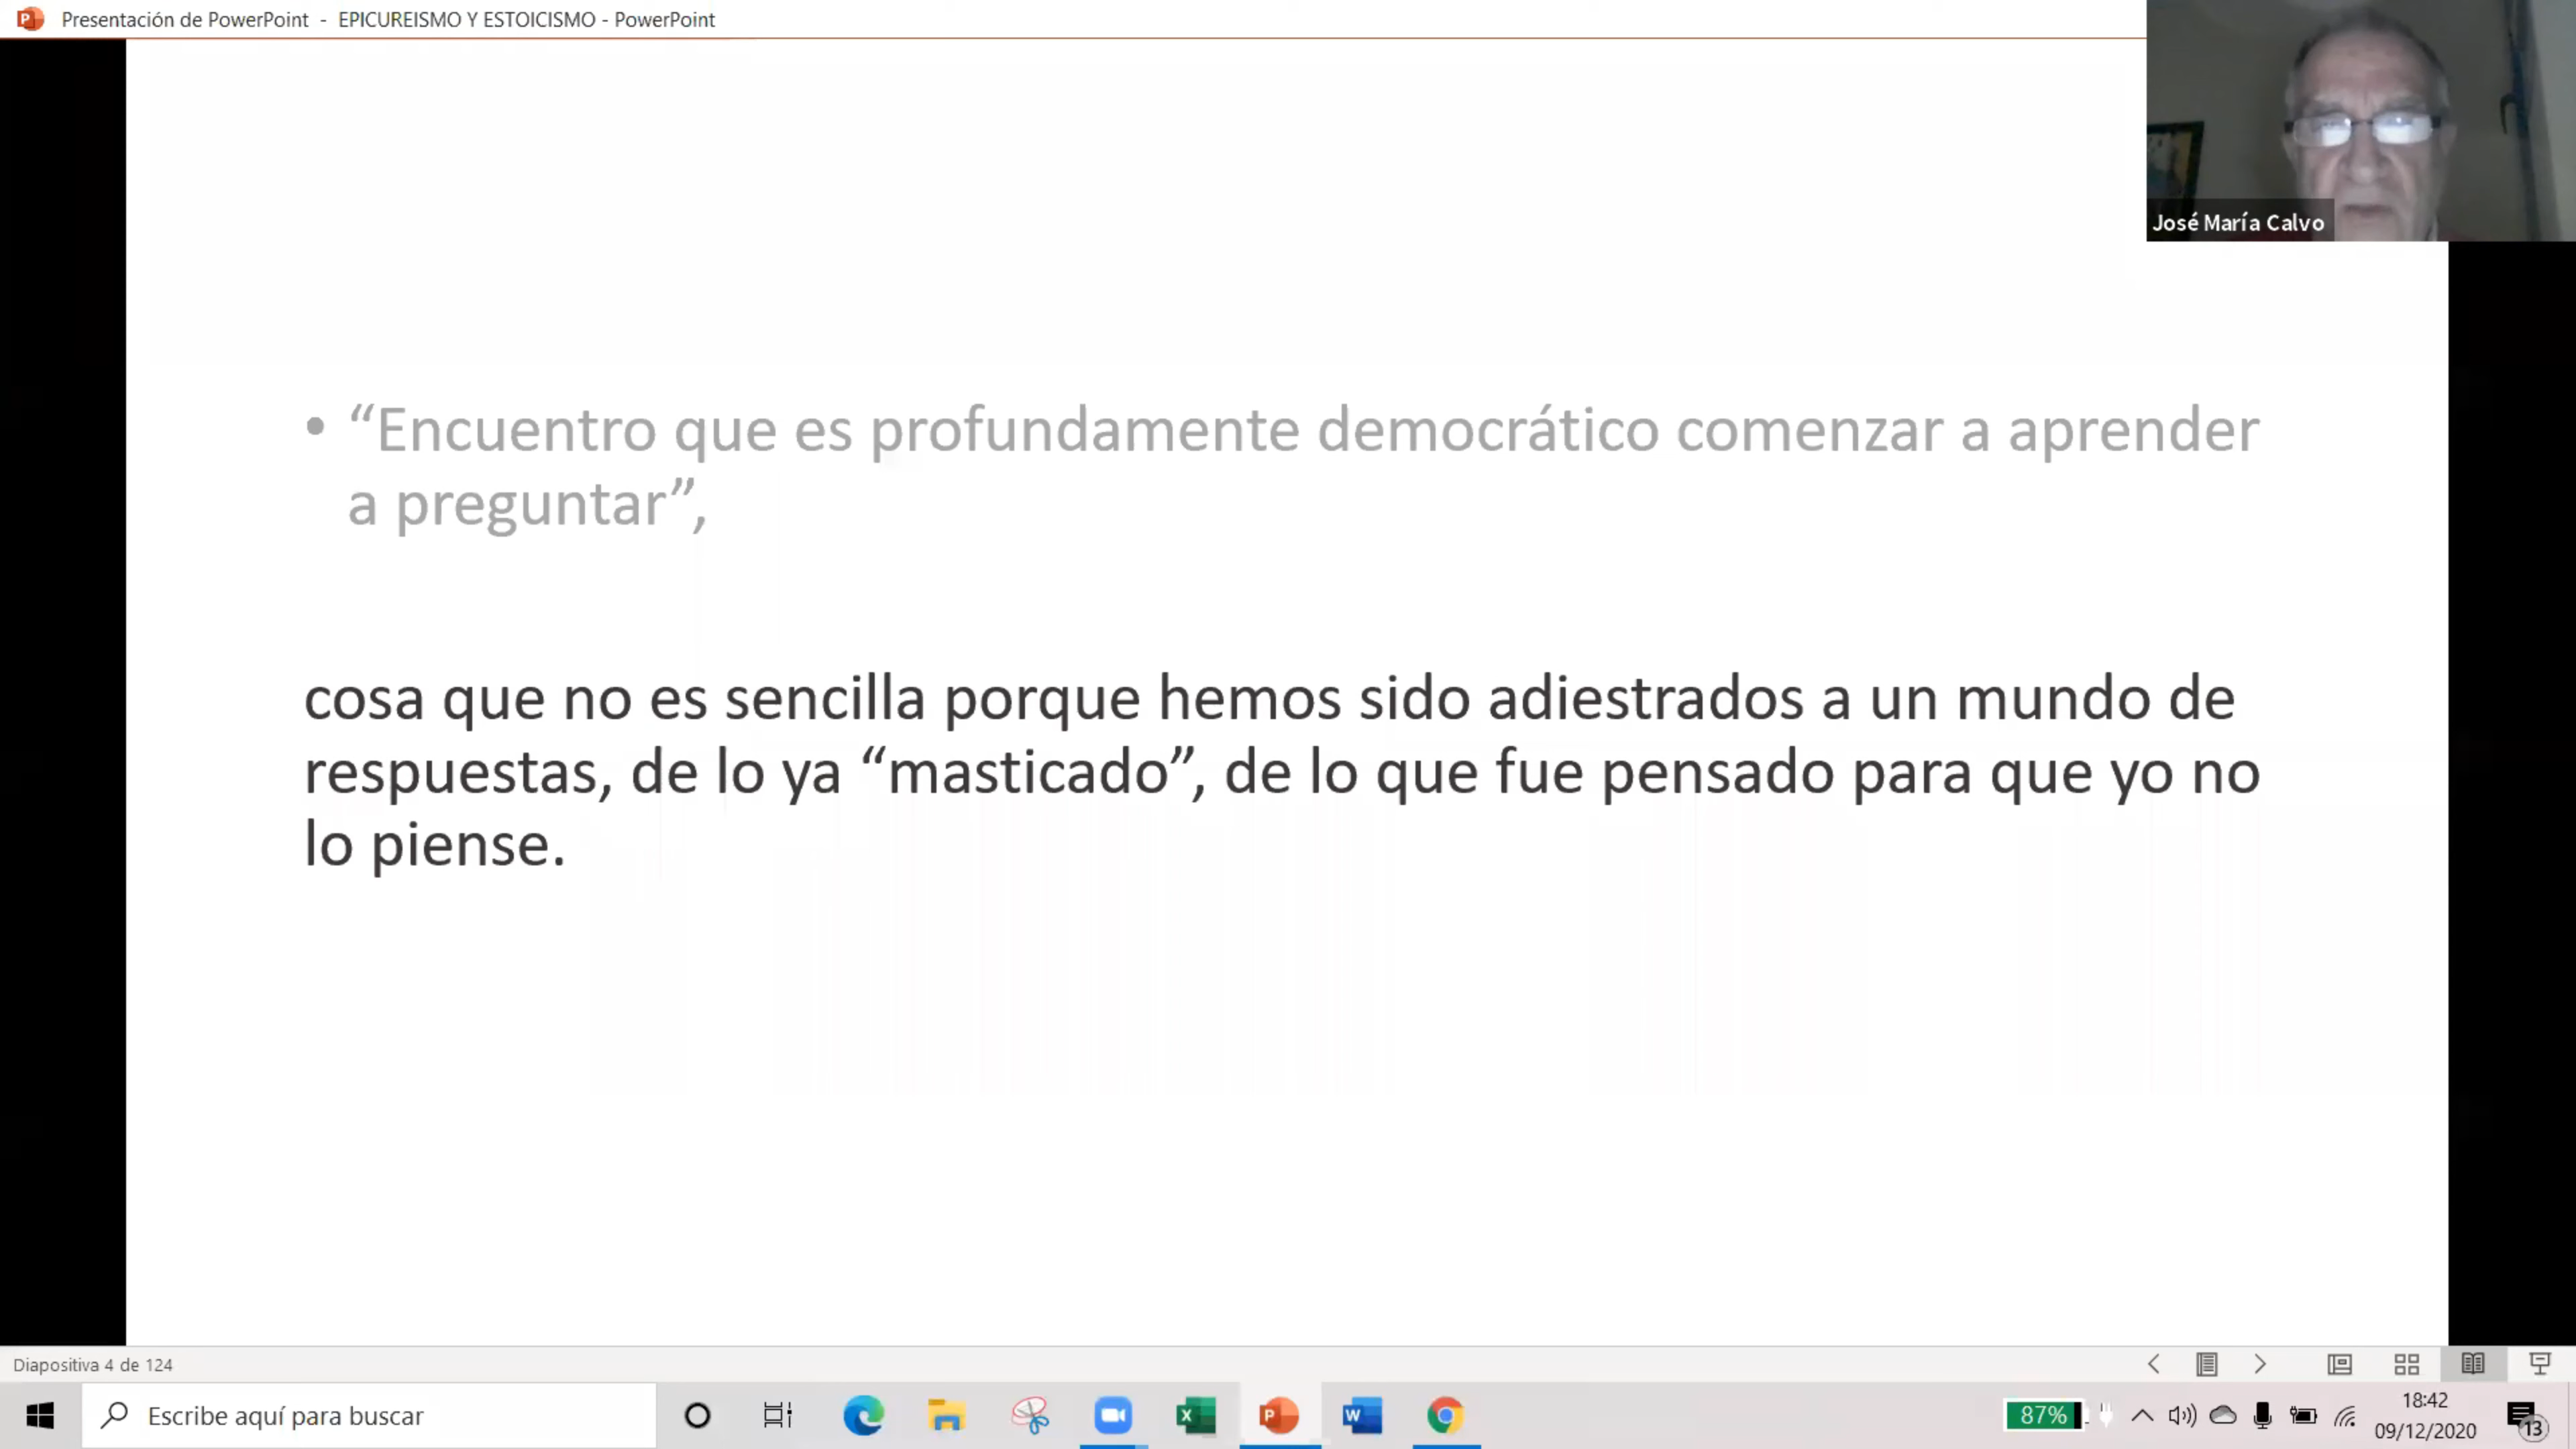 Presentación de PowerPoint - EPICUREISMO Y ESTOICISMO - PowerPoint
José María Calvo
• “Encuentro que es profundamente democrático comenzar a aprender
a preguntar”,
cosa que no es sencilla porque hemos sido adiestrados a un mundo de
respuestas, de lo ya “masticado”, de lo que fue pensado para que yo no
lo piense.
Diapositiva 4 de 124
Escribe aquí para buscar
87%
18:42
09/12/2020
13